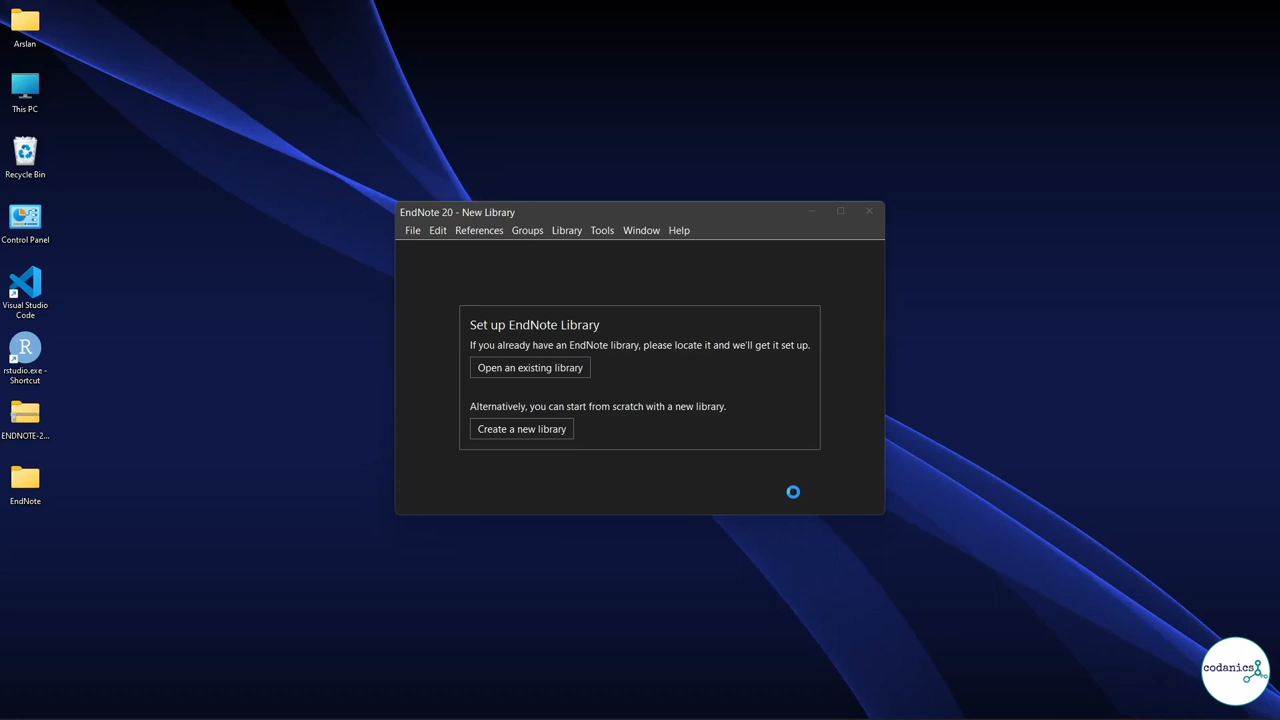 Arslan
This PC
Recycle Bin
Control Panel
Visual Studio
Code
rstudio.exe -
Shortcut
ENDNOTE-2...
EndNote
EndNote 20 - New Library
File Edit References Groups Library Tools Window Help
Set up EndNote Library
If you already have an EndNote library, please locate it and we'll get it set up.
Open an existing library
Alternatively, you can start from scratch with a new library.
Create a new library
codanics